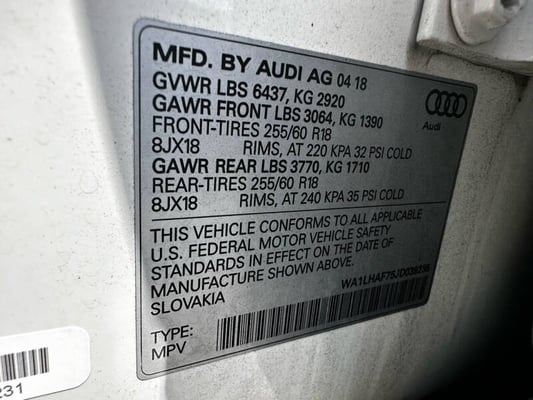 MFD. BY AUDI AG 04 18
GVWR LBS 6437, KG 2920
GAWR FRONT LBS 3064, KG 1390
FRONT-TIRES 255/60 R18
8JX18 RIMS, AT 220 KPA 32 PSI COLD
GAWR REAR LBS 3770, KG 1710
REAR-TIRES 255/60 R18
8JX18 RIMS, AT 240 KPA 35 PSI COLD
Audi
THIS VEHICLE CONFORMS TO ALL APPLICABLE
U.S. FEDERAL MOTOR VEHICLE SAFETY
STANDARDS IN EFFECT ON THE DATE OF
MANUFACTURE SHOWN ABOVE.
SLOVAKIA
TYPE:
MPV
231